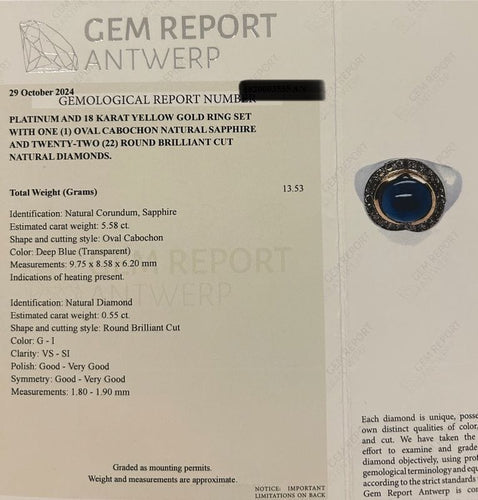 GEM REPORT
ANTWERP
29 October 2024
GEMOLOGICAL REPORT NUMBER
PLATINUM AND 18 KARAT YELLOW GOLD RING SET
WITH ONE (1) OVAL CABOCHON NATURAL SAPPHIRE
AND TWENTY-TWO (22) ROUND BRILLIANT CUT
NATURAL DIAMONDS.
Total Weight (Grams) 13.53
Identification: Natural Corundum, Sapphire
Estimated carat weight: 5.58 ct.
Shape and cutting style: Oval Cabochon
Color: Deep Blue (Transparent)
Measurements: 9.75 x 8.58 x 6.20 mm
Indications of heating present.
Identification: Natural Diamond
Estimated carat weight: 0.55 ct.
Shape and cutting style: Round Brilliant Cut
Color: G - I
Clarity: VS - SI
Polish: Good - Very Good
Symmetry: Good - Very Good
Measurements: 1.80 - 1.90 mm
Graded as mounting permits.
Weight and measurements are approximate.
NOTICE: IMPORTANT
LIMITATIONS ON BACK
Each diamond is unique, posse
own distinct qualities of color,
and cut. We have taken the
effort to examine and grade
diamond objectively, using prof
gemological terminology and equ
according to the strict standards
Gem Report Antwerp is con